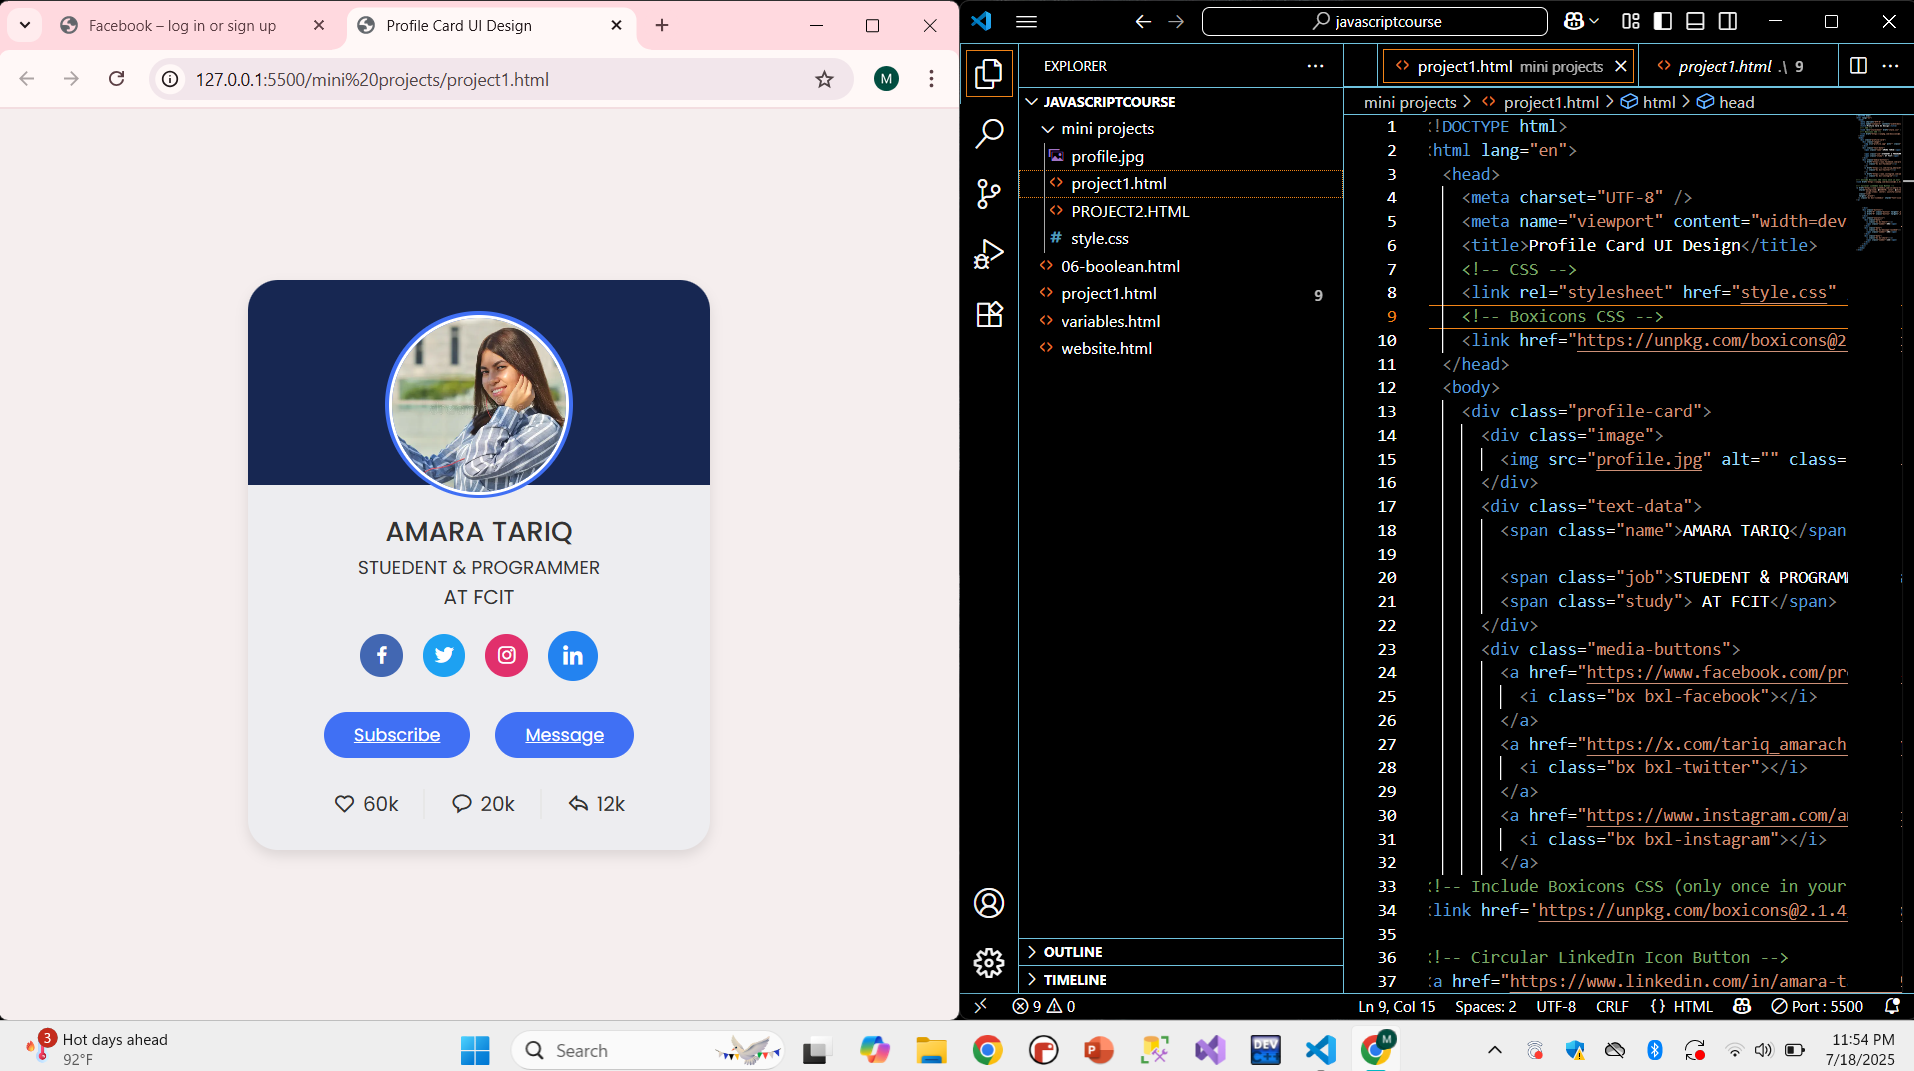 Facebook – log in or sign up
Profile Card UI Design
127.0.0.1:5500/mini%20projects/project1.html
M
AMARA TARIQ
STUEDENT & PROGRAMMER
AT FCIT
Subscribe
Message
60k
20k
12k
javascriptcourse
EXPLORER
JAVASCRIPTCOURSE
mini projects
profile.jpg
project1.html
PROJECT2.HTML
style.css
06-boolean.html
project1.html 9
variables.html
website.html
OUTLINE
TIMELINE
project1.html mini projects
project1.html .\ 9
mini projects > project1.html > html > head
1 <!DOCTYPE html>
2 <html lang="en">
3 <head>
4 <meta charset="UTF-8" />
5 <meta name="viewport" content="width=dev
6 <title>Profile Card UI Design</title>
7 <!-- CSS -->
8 <link rel="stylesheet" href="style.css"
9 <!-- Boxicons CSS -->
10 <link href="https://unpkg.com/boxicons@2
11 </head>
12 <body>
13 <div class="profile-card">
14 <div class="image">
15 <img src="profile.jpg" alt="" class=
16 </div>
17 <div class="text-data">
18 <span class="name">AMARA TARIQ</span
19
20 <span class="job">STUEDENT & PROGRAM
21 <span class="study"> AT FCIT</span>
22 </div>
23 <div class="media-buttons">
24 <a href="https://www.facebook.com/pr
25 <i class="bx bxl-facebook"></i>
26 </a>
27 <a href="https://x.com/tariq_amarach
28 <i class="bx bxl-twitter"></i>
29 </a>
30 <a href="https://www.instagram.com/a
31 <i class="bx bxl-instagram"></i>
32 </a>
33 <!-- Include Boxicons CSS (only once in your
34 <link href='https://unpkg.com/boxicons@2.1.4
35
36 <!-- Circular LinkedIn Icon Button -->
37 <a href="https://www.linkedin.com/in/amara-t
9 0
Ln 9, Col 15 Spaces: 2 UTF-8 CRLF {} HTML Port : 5500
3
Hot days ahead
92°F
Search
DEV C++
M
11:54 PM
7/18/2025